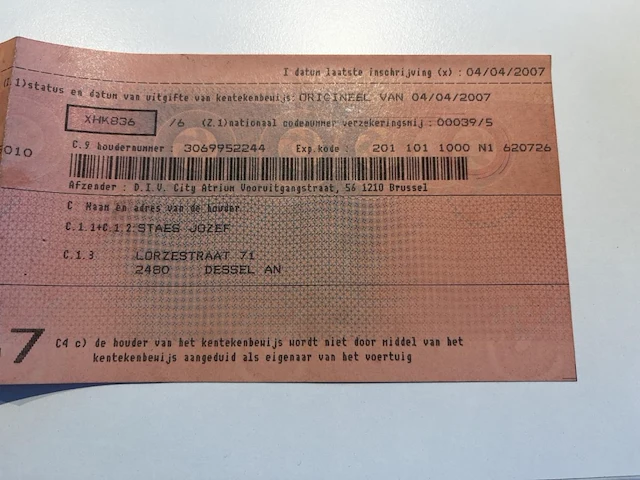 I datum laatste inschrijving (x) : 04/04/2007
(Z.1)status en datum van uitgifte van kentekenbewijs: ORIGINEEL VAN 04/04/2007
XHK836 /6 (Z.1)nationaal codenummer verzekeringsmij :00039/5
010 C.9 houdernummer : 3069952244 Exp.kode : 201 101 1000 N1 620726
Afzender : D.I.V. City Atrium Vooruitgangstraat, 56 1210 Brussel
C Naam en adres van de houder
C.1.1+C.1.2:STAES JOZEF
C.1.3 LORZESTRAAT 71
2480 DESSEL AN
.7
C4 c) de houder van het kentekenbewijs wordt niet door middel van het
kentekenbewijs aangeduid als eigenaar van het voertuig